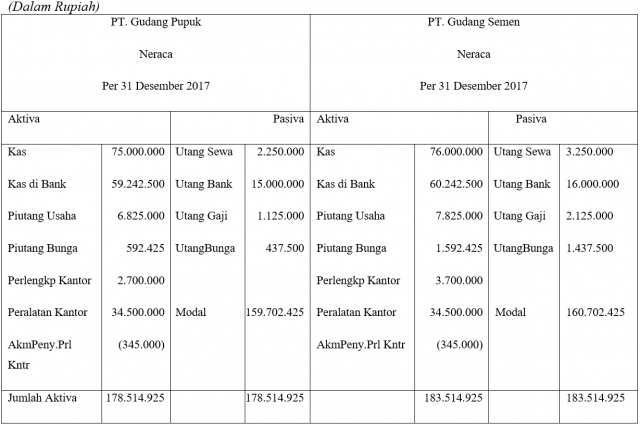 (Dalam Rupiah)
PT. Gudang Pupuk
Neraca
Per 31 Desember 2017
PT. Gudang Semen
Neraca
Per 31 Desember 2017
Aktiva Pasiva Aktiva Pasiva
Kas 75.000.000 Utang Sewa 2.250.000 Kas 76.000.000 Utang Sewa 3.250.000
Kas di Bank 59.242.500 Utang Bank 15.000.000 Kas di Bank 60.242.500 Utang Bank 16.000.000
Piutang Usaha 6.825.000 Utang Gaji 1.125.000 Piutang Usaha 7.825.000 Utang Gaji 2.125.000
Piutang Bunga 592.425 UtangBunga 437.500 Piutang Bunga 1.592.425 UtangBunga 1.437.500
Perlengkp Kantor 2.700.000 Perlengkp Kantor 3.700.000
Peralatan Kantor 34.500.000 Modal 159.702.425 Peralatan Kantor 34.500.000 Modal 160.702.425
AkmPeny.Prl (345.000) AkmPeny.Prl Kntr (345.000)
Kntr
Jumlah Aktiva 178.514.925 178.514.925 183.514.925 183.514.925